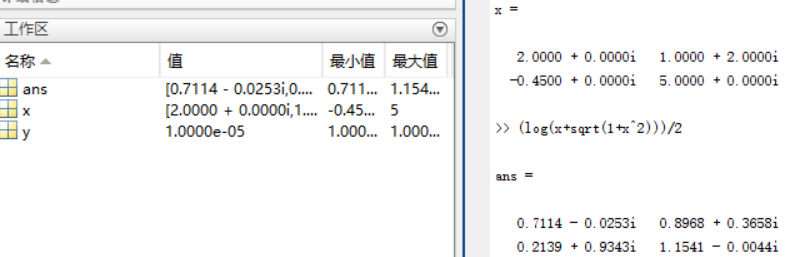 工作区
名称 值 最小值 最大值
ans [0.7114 - 0.0253i,0.... 0.711... 1.154...
x [2.0000 + 0.0000i,1.... -0.45... 5
y 1.0000e-05 1.000... 1.000...
x =
2.0000 + 0.0000i 1.0000 + 2.0000i
-0.4500 + 0.0000i 5.0000 + 0.0000i
>> (log(x+sqrt(1+x^2)))/2
ans =
0.7114 - 0.0253i 0.8968 + 0.3658i
0.2139 + 0.9343i 1.1541 - 0.0044i